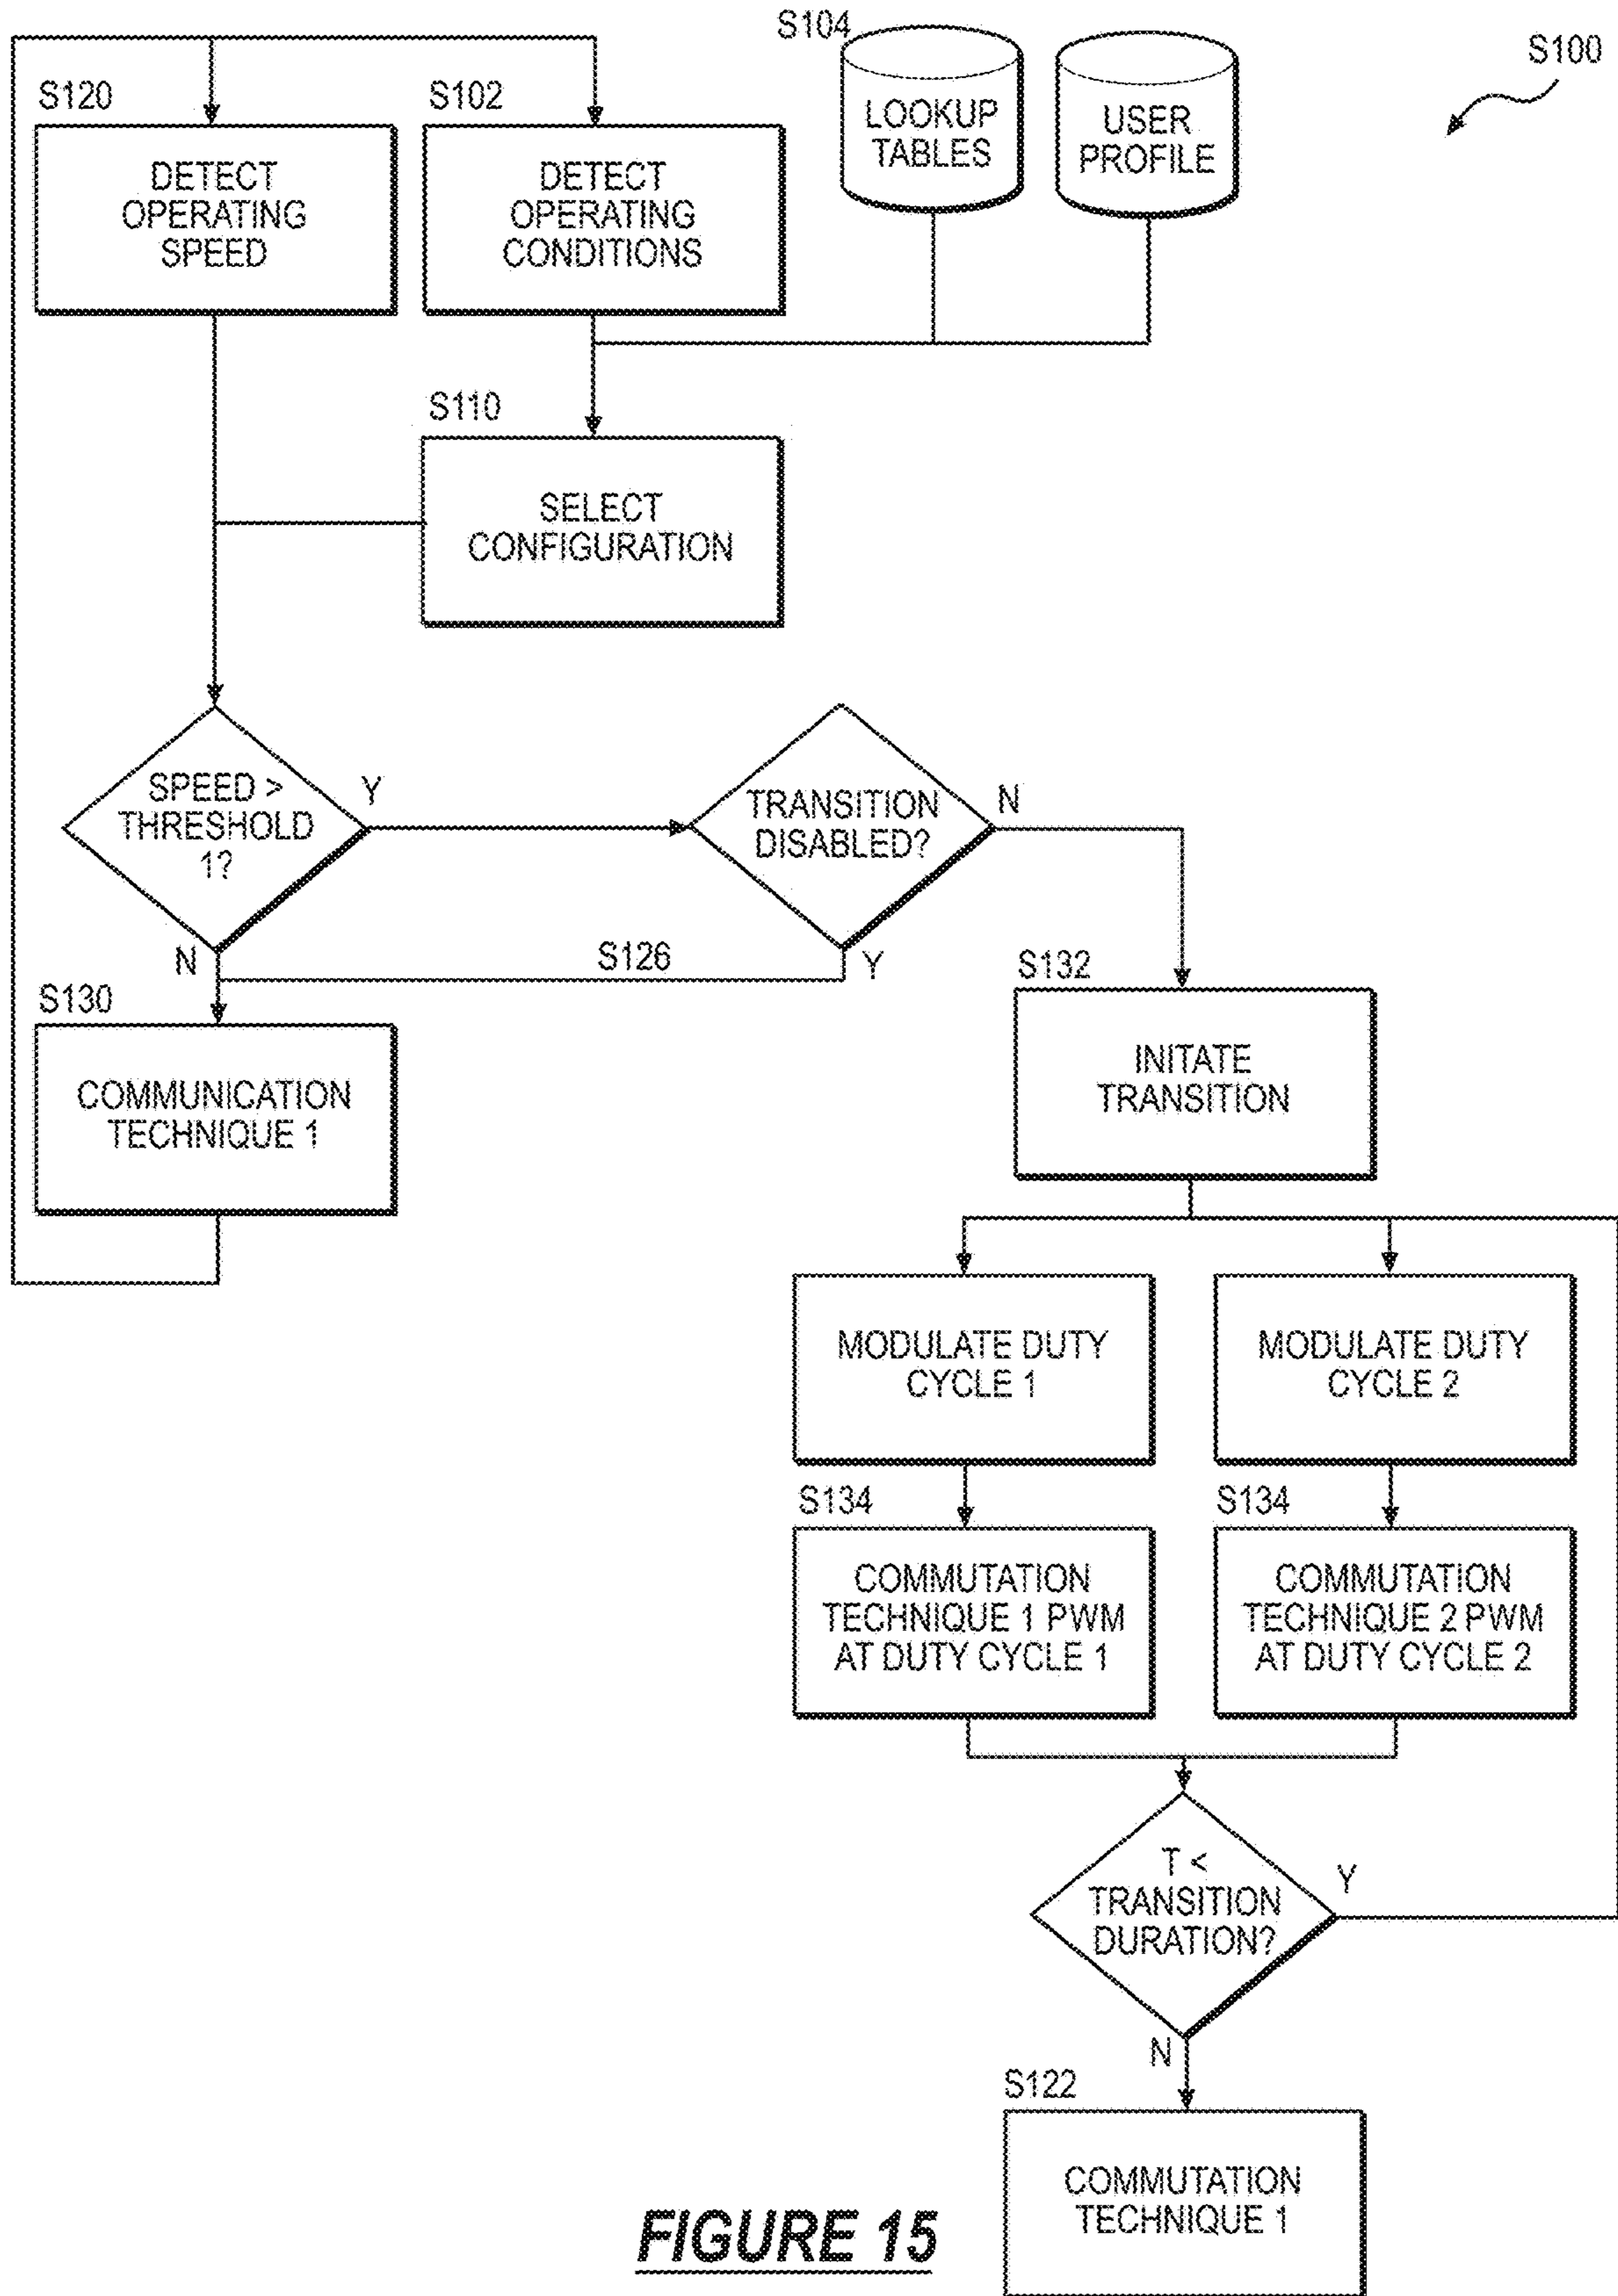 S100
S104
LOOKUP
TABLES
USER
PROFILE
S120
DETECT
OPERATING
SPEED
S102
DETECT
OPERATING
CONDITIONS
S110
SELECT
CONFIGURATION
SPEED >
THRESHOLD
1?
Y
N
TRANSITION
DISABLED?
N
Y
S126
S130
COMMUNICATION
TECHNIQUE 1
S132
INITATE
TRANSITION
MODULATE DUTY
CYCLE 1
MODULATE DUTY
CYCLE 2
S134
COMMUTATION
TECHNIQUE 1 PWM
AT DUTY CYCLE 1
S134
COMMUTATION
TECHNIQUE 2 PWM
AT DUTY CYCLE 2
T <
TRANSITION
DURATION?
Y
N
S122
COMMUTATION
TECHNIQUE 1
FIGURE 15